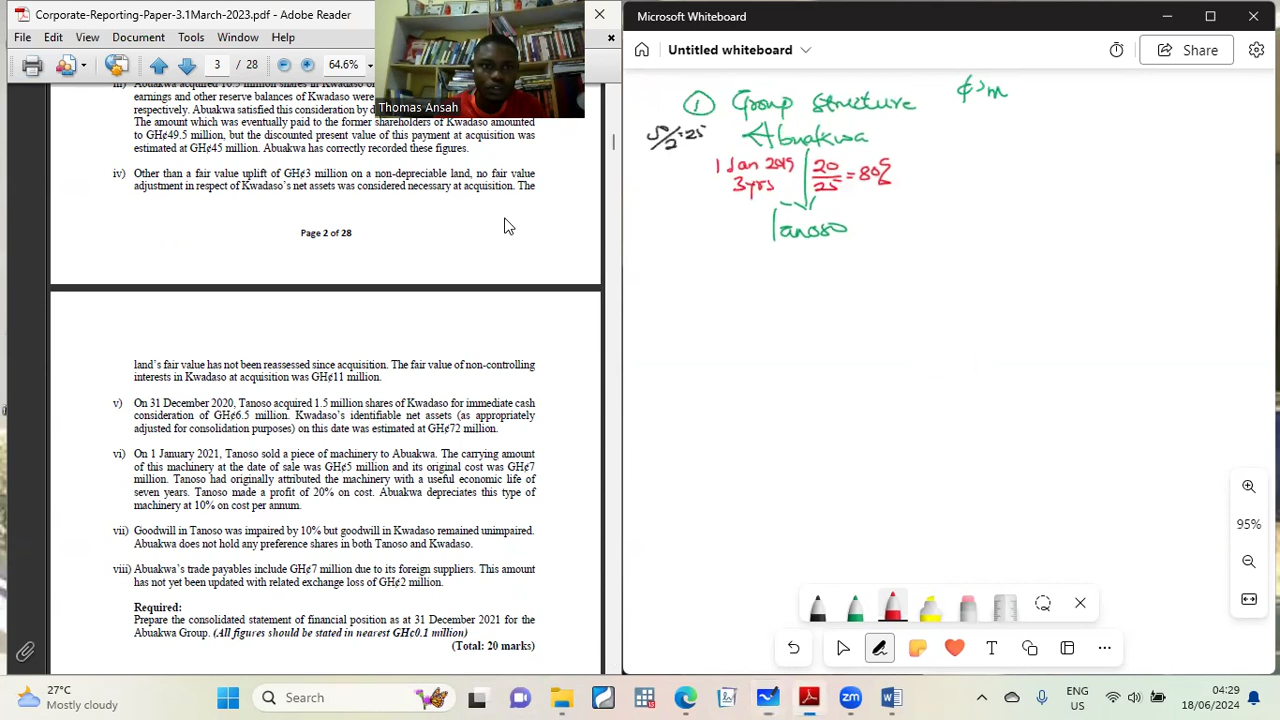 Corporate-Reporting-Paper-3.1March-2023.pdf - Adobe Reader
File Edit View Document Tools Window Help
3 / 28 64.6%
Thomas Ansah
earnings and other reserve balances of Kwadaso were
respectively. Abuakwa satisfied this consideration by d
The amount which was eventually paid to the former shareholders of Kwadaso amounted
to GH¢49.5 million, but the discounted present value of this payment at acquisition was
estimated at GH¢45 million. Abuakwa has correctly recorded these figures.
iv) Other than a fair value uplift of GH¢3 million on a non-depreciable land, no fair value
adjustment in respect of Kwadaso's net assets was considered necessary at acquisition. The
Page 2 of 28
land's fair value has not been reassessed since acquisition. The fair value of non-controlling
interests in Kwadaso at acquisition was GH¢11 million.
v) On 31 December 2020, Tanoso acquired 1.5 million shares of Kwadaso for immediate cash
consideration of GH¢6.5 million. Kwadaso's identifiable net assets (as appropriately
adjusted for consolidation purposes) on this date was estimated at GH¢72 million.
vi) On 1 January 2021, Tanoso sold a piece of machinery to Abuakwa. The carrying amount
of this machinery at the date of sale was GH¢5 million and its original cost was GH¢7
million. Tanoso had originally attributed the machinery with a useful economic life of
seven years. Tanoso made a profit of 20% on cost. Abuakwa depreciates this type of
machinery at 10% on cost per annum.
vii) Goodwill in Tanoso was impaired by 10% but goodwill in Kwadaso remained unimpaired.
Abuakwa does not hold any preference shares in both Tanoso and Kwadaso.
viii) Abuakwa's trade payables include GH¢7 million due to its foreign suppliers. This amount
has not yet been updated with related exchange loss of GH¢2 million.
Required:
Prepare the consolidated statement of financial position as at 31 December 2021 for the
Abuakwa Group. (All figures should be stated in nearest GH¢0.1 million)
(Total: 20 marks)
Microsoft Whiteboard
Untitled whiteboard
Share
① Group structure
50/2=25 Abuakwa
1 Jan 2019 20/25 = 80%
3yrs
Tanoso
95%
27°C
Mostly cloudy
Search
ENG
US
04:29
18/06/2024